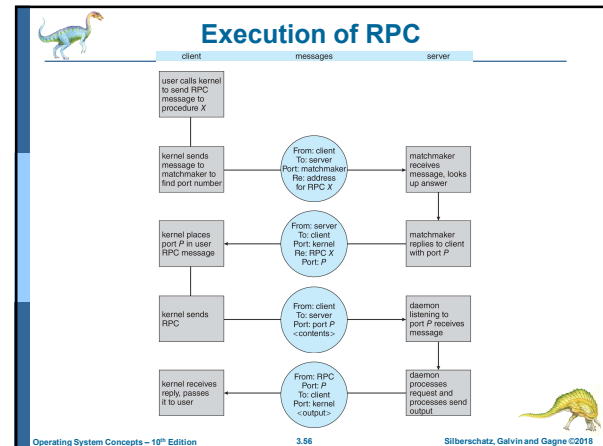 Execution of RPC
client messages server
user calls kernel
to send RPC
message to
procedure X
kernel sends
message to
matchmaker to
find port number
From: client
To: server
Port: matchmaker
Re: address
for RPC X
matchmaker
receives
message, looks
up answer
kernel places
port P in user
RPC message
From: server
To: client
Port: kernel
Re: RPC X
Port: P
matchmaker
replies to client
with port P
kernel sends
RPC
From: client
To: server
Port: port P
<contents>
daemon
listening to
port P receives
message
kernel receives
reply, passes
it to user
From: RPC
Port: P
To: client
Port: kernel
<output>
daemon
processes
request and
processes send
output
Operating System Concepts – 10th Edition 3.56 Silberschatz, Galvin and Gagne ©2018